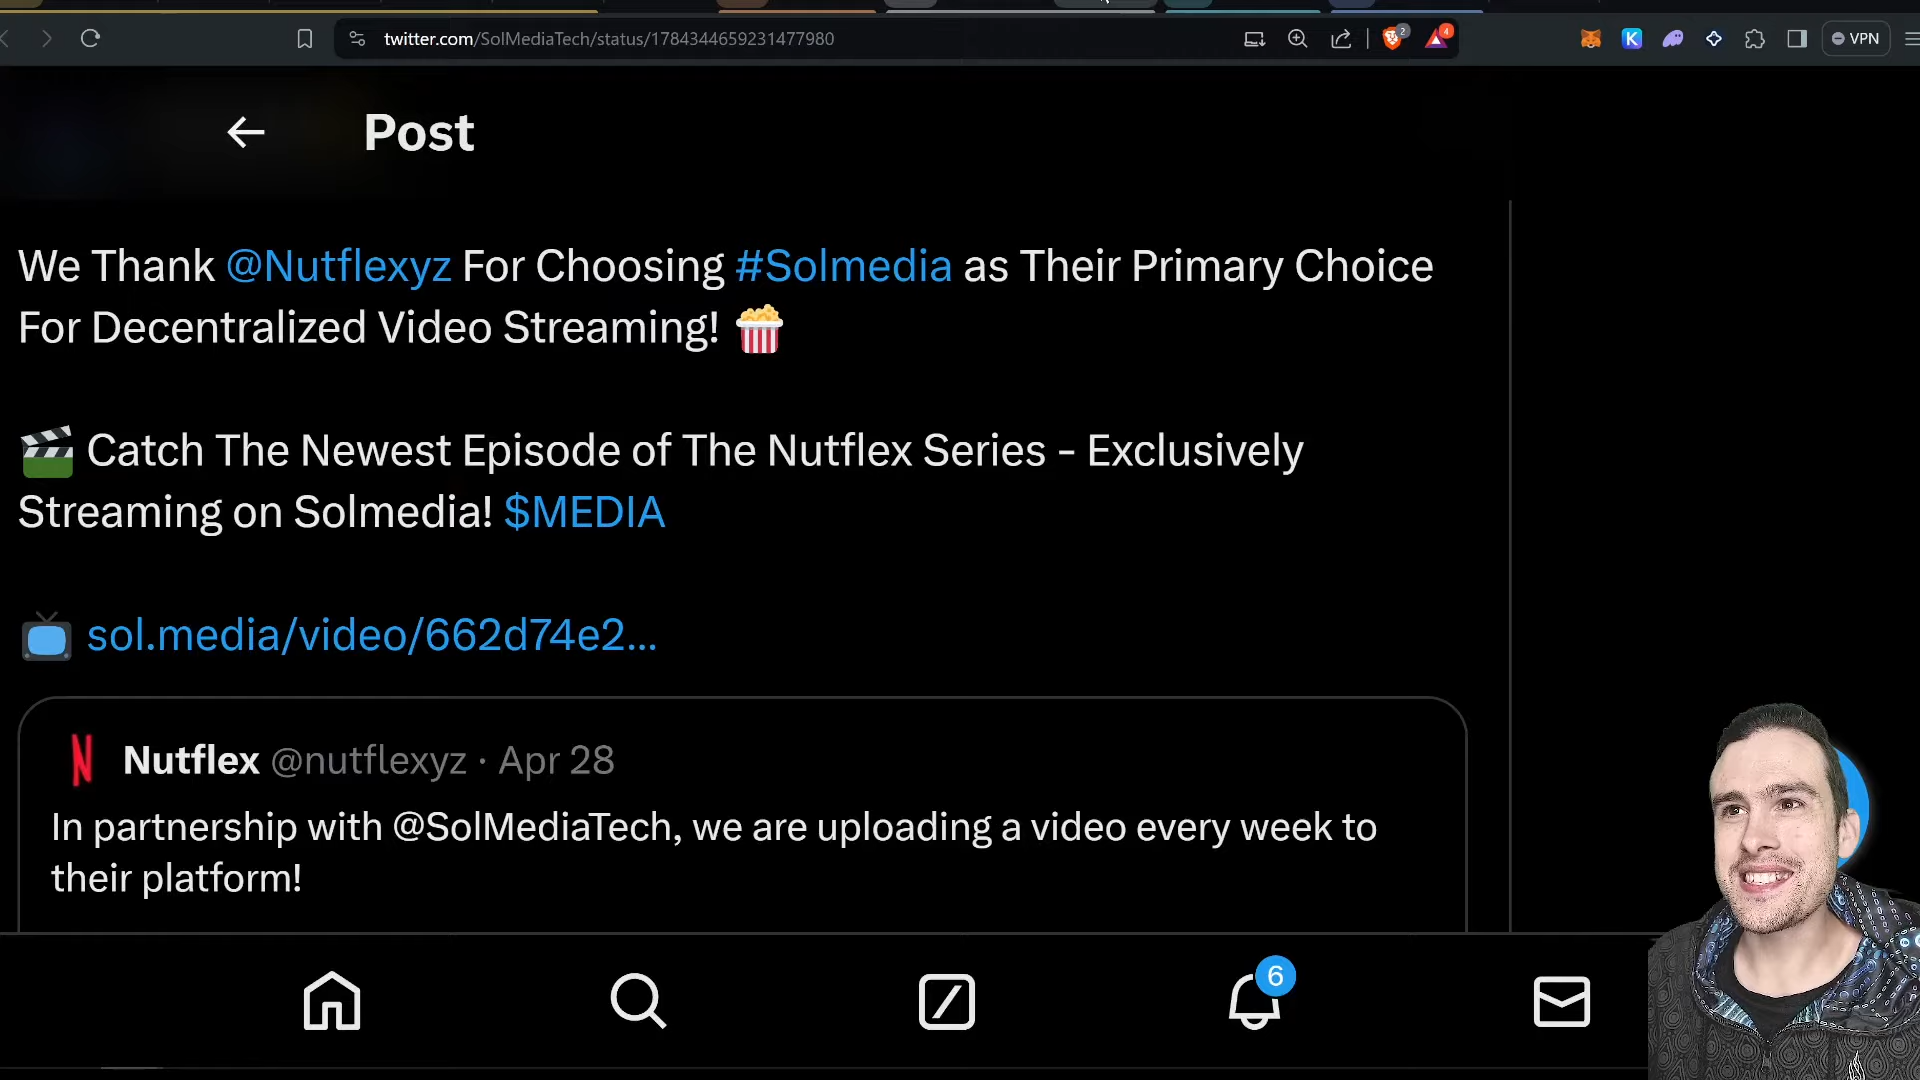 twitter.com/SolMediaTech/status/1784344659231477980
2
4
VPN
Post
We Thank @Nutflexyz For Choosing #Solmedia as Their Primary Choice
For Decentralized Video Streaming! 🍿
🎬 Catch The Newest Episode of The Nutflex Series - Exclusively
Streaming on Solmedia! $MEDIA
📺 sol.media/video/662d74e2…
Nutflex @nutflexyz · Apr 28
In partnership with @SolMediaTech, we are uploading a video every week to
their platform!
6